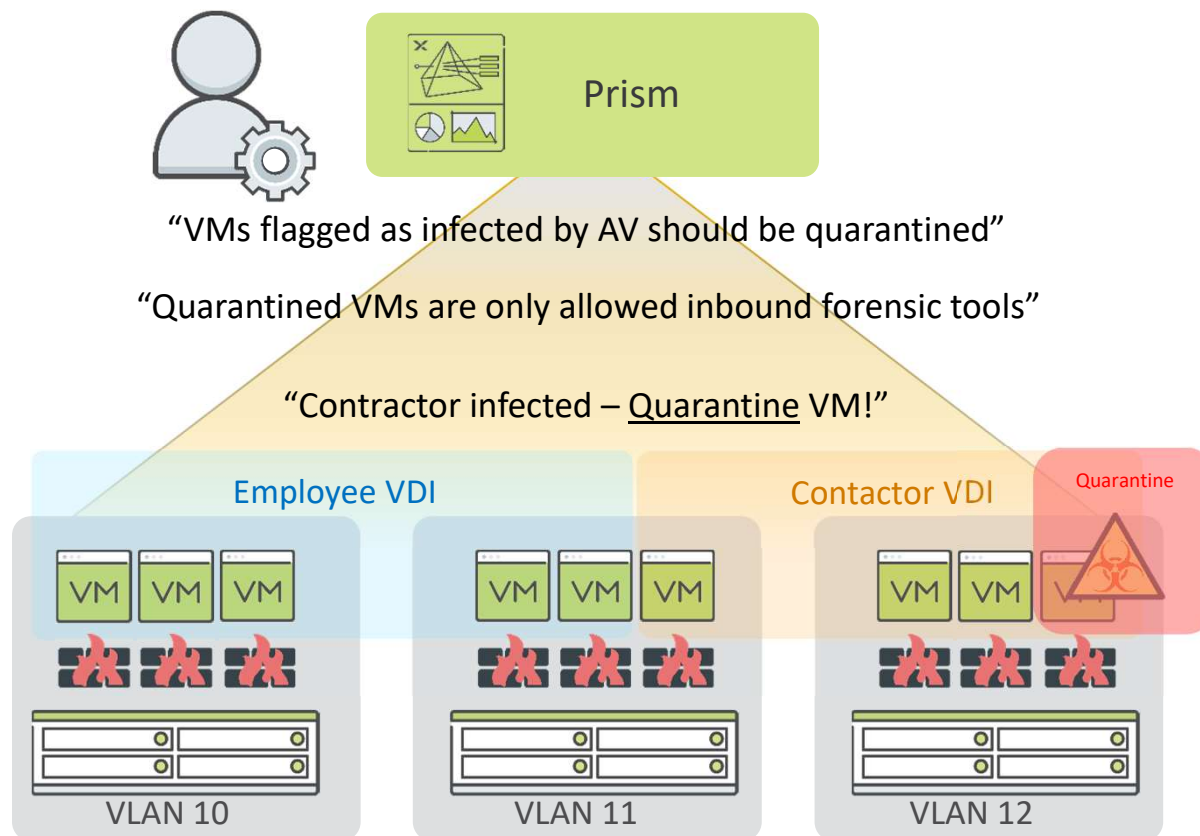 Prism
“VMs flagged as infected by AV should be quarantined”
“Quarantined VMs are only allowed inbound forensic tools”
“Contractor infected – Quarantine VM!”
Employee VDI
Contactor VDI
Quarantine
VM VM VM
VM VM VM
VM VM VM
VLAN 10
VLAN 11
VLAN 12